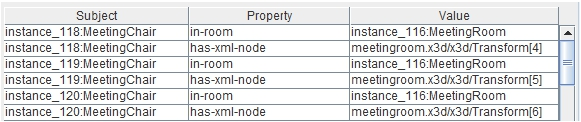 Subject Property Value
instance_118:MeetingChair in-room instance_116:MeetingRoom
instance_118:MeetingChair has-xml-node meetingroom.x3d/x3d/Transform[4]
instance_119:MeetingChair in-room instance_116:MeetingRoom
instance_119:MeetingChair has-xml-node meetingroom.x3d/x3d/Transform[5]
instance_120:MeetingChair in-room instance_116:MeetingRoom
instance_120:MeetingChair has-xml-node meetingroom.x3d/x3d/Transform[6]